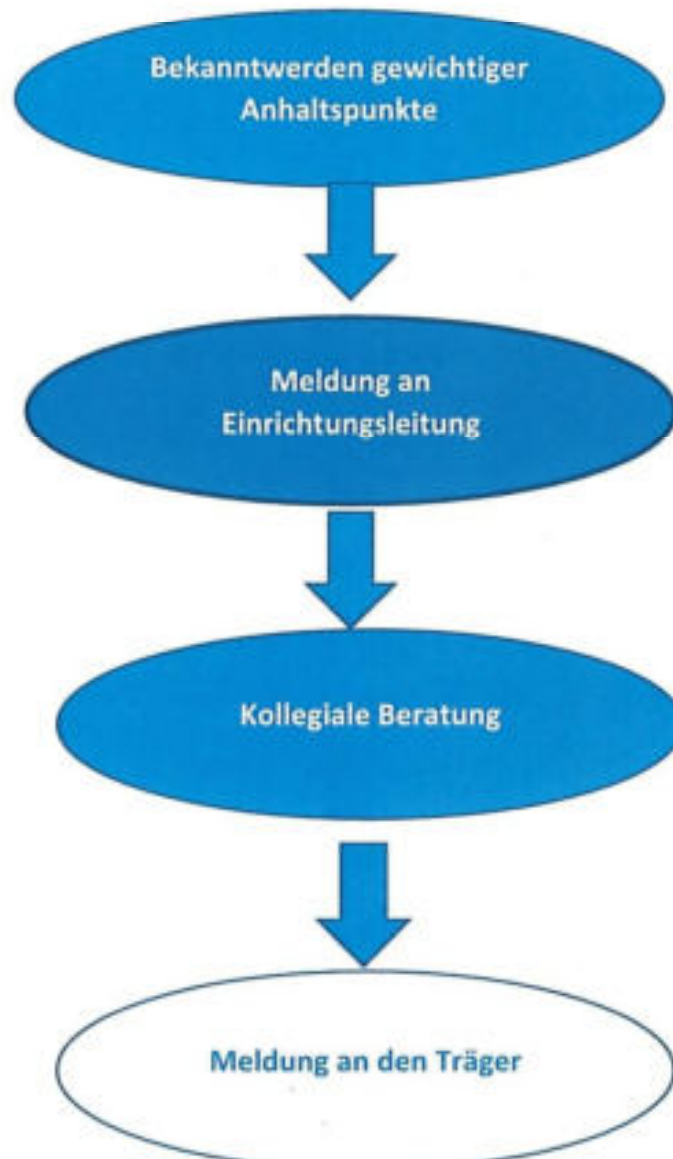 Bekanntwerden gewichtiger
Anhaltspunkte
Meldung an
Einrichtungsleitung
Kollegiale Beratung
Meldung an den Träger